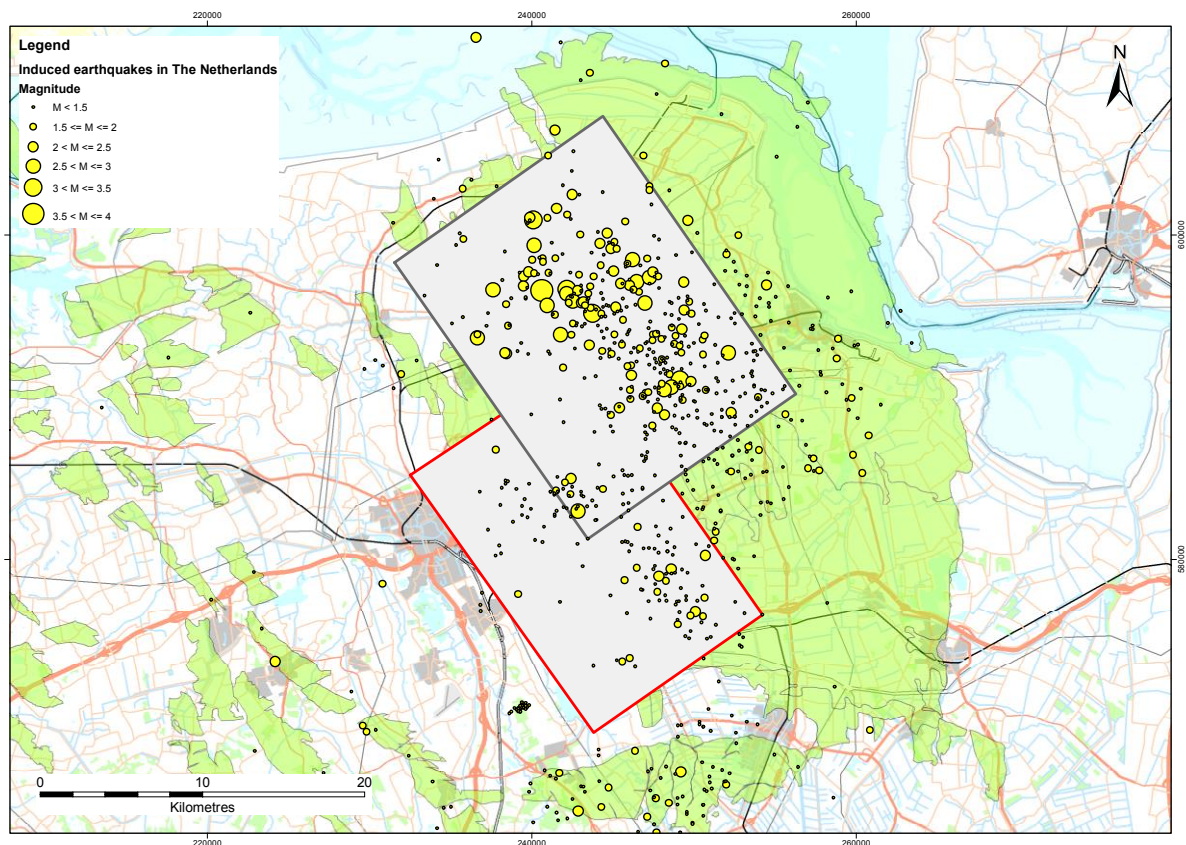 220000
240000
260000
Legend
Induced earthquakes in The Netherlands
Magnitude
M < 1.5
1.5 <= M <= 2
2 < M <= 2.5
2.5 < M <= 3
3 < M <= 3.5
3.5 < M <= 4
N
600000
580000
0 10 20
Kilometres
220000
240000
260000